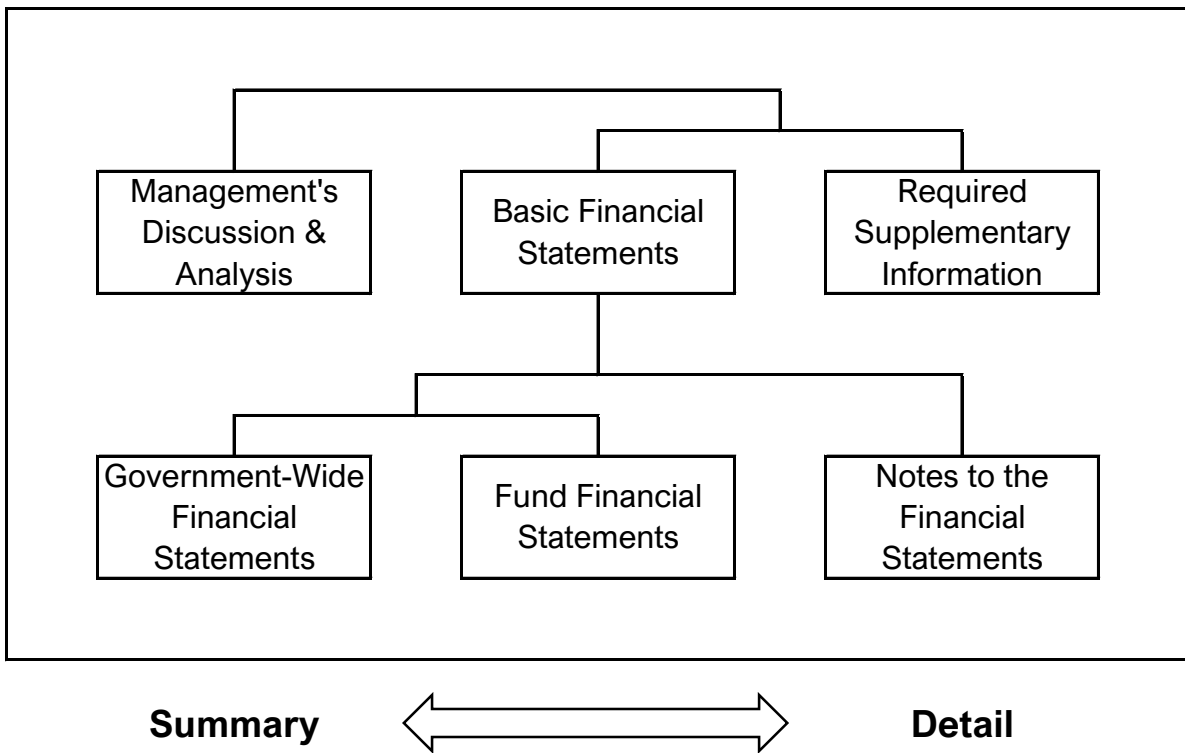 Management's
Discussion &
Analysis
Basic Financial
Statements
Required
Supplementary
Information
Government-Wide
Financial
Statements
Fund Financial
Statements
Notes to the
Financial
Statements
Summary
Detail